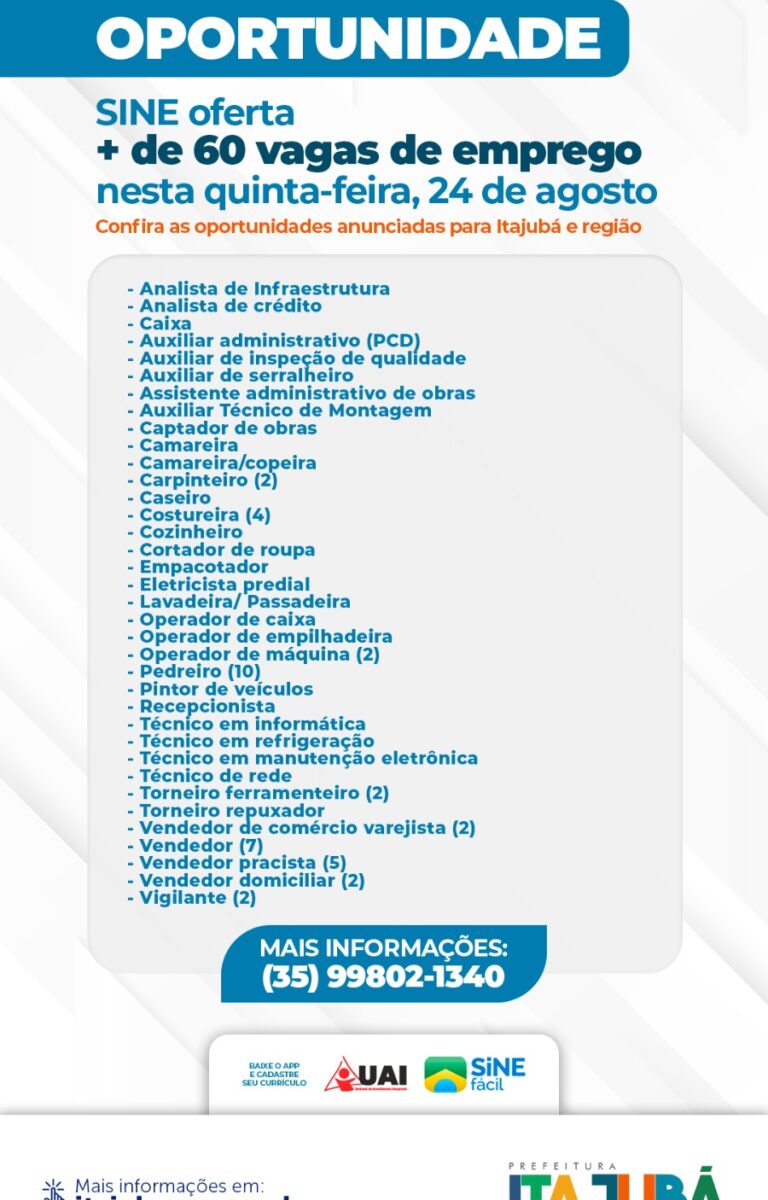 OPORTUNIDADE
SINE oferta
+ de 60 vagas de emprego
nesta quinta-feira, 24 de agosto
Confira as oportunidades anunciadas para Itajubá e região
- Analista de Infraestrutura
- Analista de crédito
- Caixa
- Auxiliar administrativo (PCD)
- Auxiliar de inspeção de qualidade
- Auxiliar de serralheiro
- Assistente administrativo de obras
- Auxiliar Técnico de Montagem
- Captador de obras
- Camareira
- Camareira/copeira
- Carpinteiro (2)
- Caseiro
- Costureira (4)
- Cozinheiro
- Cortador de roupa
- Empacotador
- Eletricista predial
- Lavadeira/ Passadeira
- Operador de caixa
- Operador de empilhadeira
- Operador de máquina (2)
- Pedreiro (10)
- Pintor de veículos
- Recepcionista
- Técnico em informática
- Técnico em refrigeração
- Técnico em manutenção eletrônica
- Técnico de rede
- Torneiro ferramenteiro (2)
- Torneiro repuxador
- Vendedor de comércio varejista (2)
- Vendedor (7)
- Vendedor pracista (5)
- Vendedor domiciliar (2)
- Vigilante (2)
MAIS INFORMAÇÕES:
(35) 99802-1340
BAIXE O APP
E CADASTRE
SEU CURRÍCULO
UAI
Unidade de Atendimento Integrado
SiNE
fácil
Mais informações em:
PREFEITURA
ITAJUBÁ